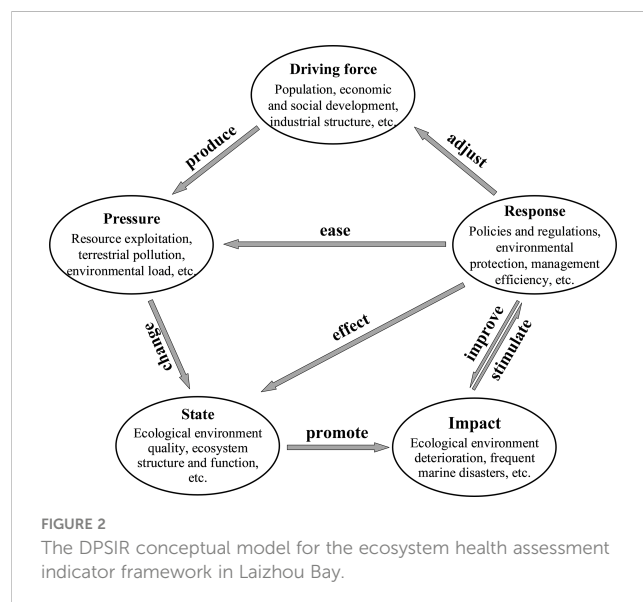 Driving force
Population, economic
and social development,
industrial structure, etc.
produce
adjust
Pressure
Resource exploitation,
terrestrial pollution,
environmental load, etc.
ease
Response
Policies and regulations,
environmental
protection, management
efficiency, etc.
change
effect
improve
stimulate
State
Ecological environment
quality, ecosystem
structure and function,
etc.
promote
Impact
Ecological environment
deterioration, frequent
marine disasters, etc.
FIGURE 2
The DPSIR conceptual model for the ecosystem health assessment
indicator framework in Laizhou Bay.